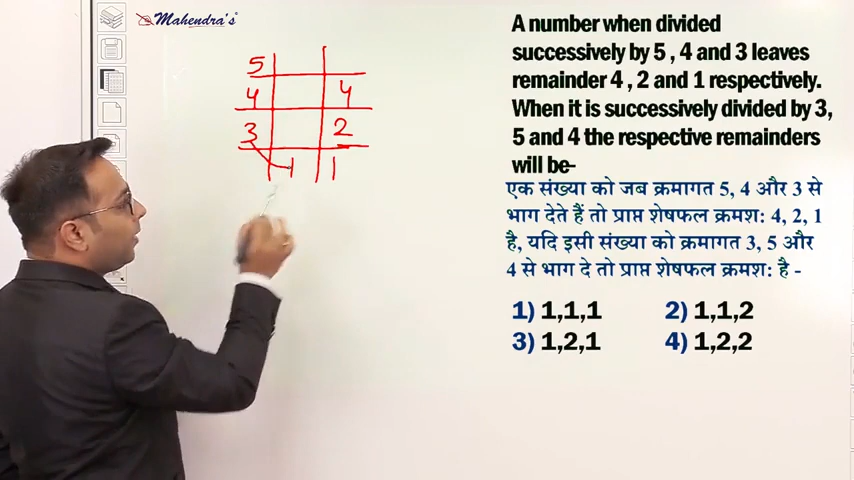 Mahendra's
5
4 4
3 2
1 1
A number when divided
successively by 5 , 4 and 3 leaves
remainder 4 , 2 and 1 respectively.
When it is successively divided by 3,
5 and 4 the respective remainders
will be-
एक संख्या को जब क्रमागत 5, 4 और 3 से
भाग देते हैं तो प्राप्त शेषफल क्रमश: 4, 2, 1
है, यदि इसी संख्या को क्रमागत 3, 5 और
4 से भाग दे तो प्राप्त शेषफल क्रमश: है -
1) 1,1,1 2) 1,1,2
3) 1,2,1 4) 1,2,2